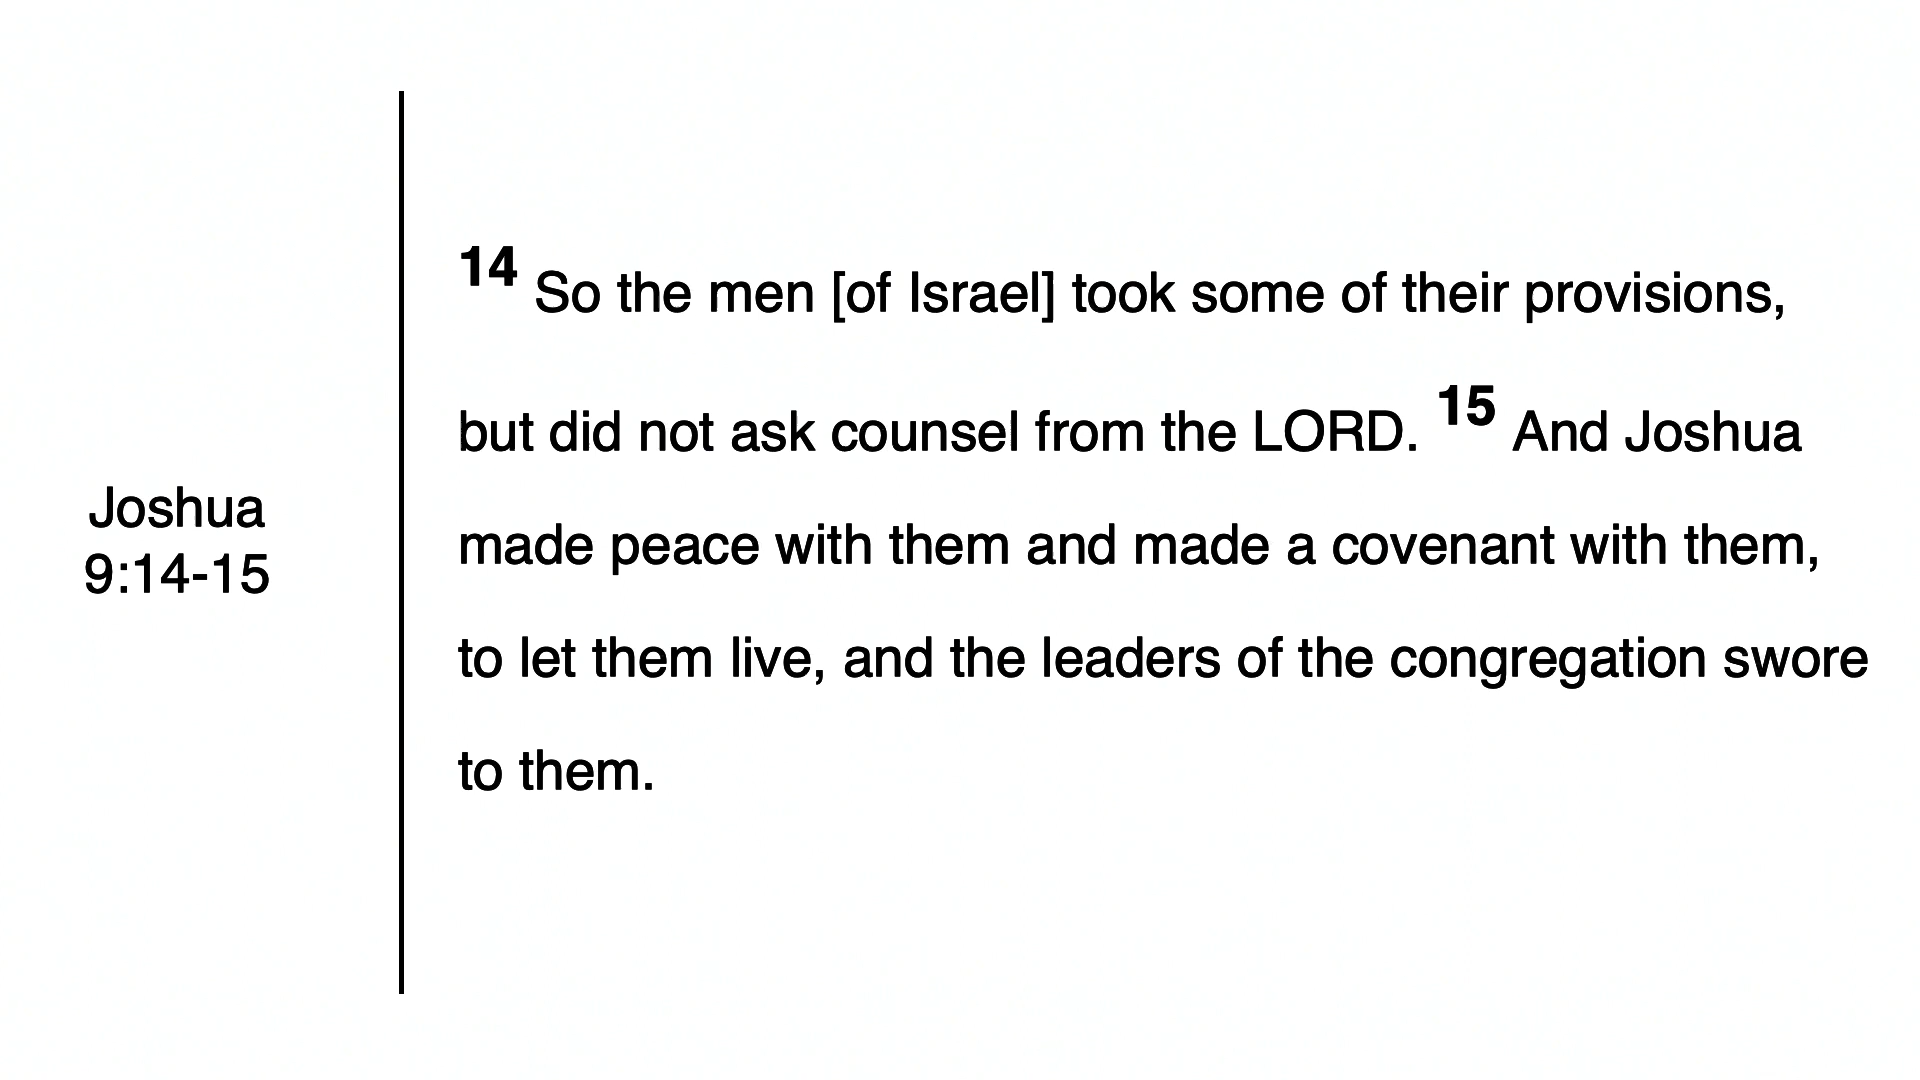 Joshua
9:14-15
14 So the men [of Israel] took some of their provisions,
but did not ask counsel from the LORD. 15 And Joshua
made peace with them and made a covenant with them,
to let them live, and the leaders of the congregation swore
to them.